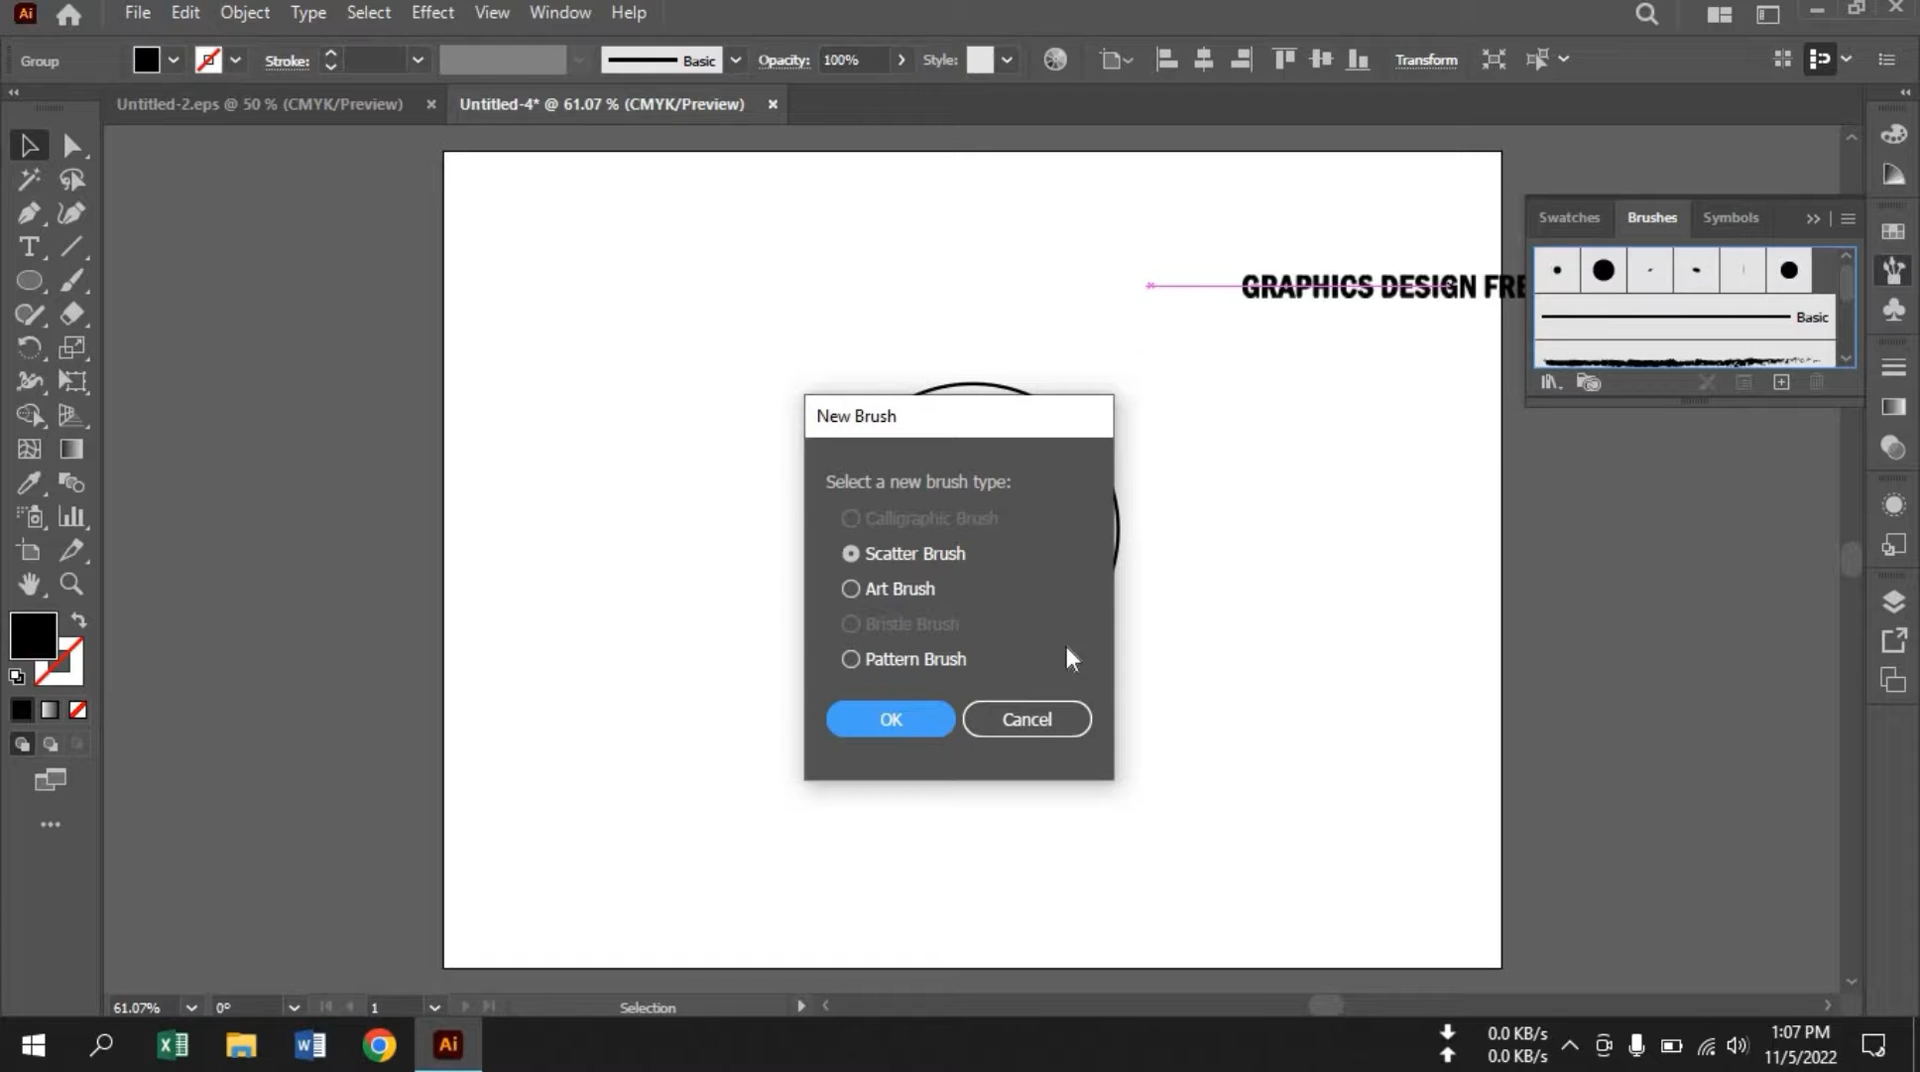 Ai File Edit Object Type Select Effect View Window Help
Group Stroke: Basic Opacity: 100% Style: Transform
Untitled-2.eps @ 50 % (CMYK/Preview) × Untitled-4* @ 61.07 % (CMYK/Preview) ×
Swatches Brushes Symbols
GRAPHICS DESIGN FRE
Basic
New Brush
Select a new brush type:
Calligraphic Brush
Scatter Brush
Art Brush
Bristle Brush
Pattern Brush
OK Cancel
61.07% 0° 1 Selection
Ai
0.0 KB/s
0.0 KB/s
1:07 PM
11/5/2022